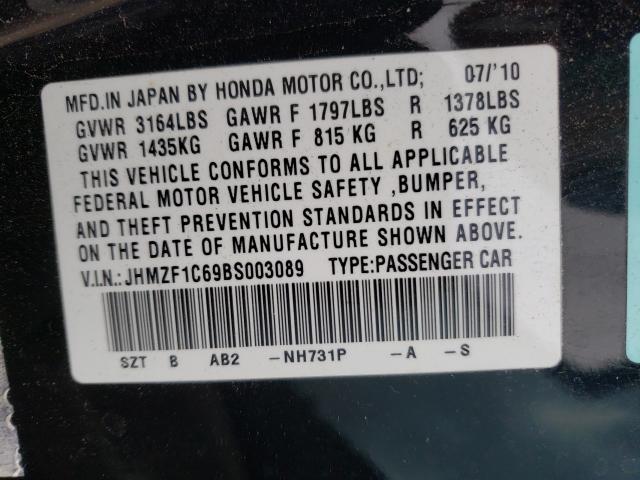 MFD.IN JAPAN BY HONDA MOTOR CO.,LTD; 07/'10
GVWR 3164LBS GAWR F 1797LBS R 1378LBS
GVWR 1435KG GAWR F 815 KG R 625 KG
THIS VEHICLE CONFORMS TO ALL APPLICABLE
FEDERAL MOTOR VEHICLE SAFETY ,BUMPER,
AND THEFT PREVENTION STANDARDS IN EFFECT
ON THE DATE OF MANUFACTURE SHOWN ABOVE.
V.I.N.:JHMZF1C69BS003089 TYPE:PASSENGER CAR
SZT B AB2 -NH731P -A -S